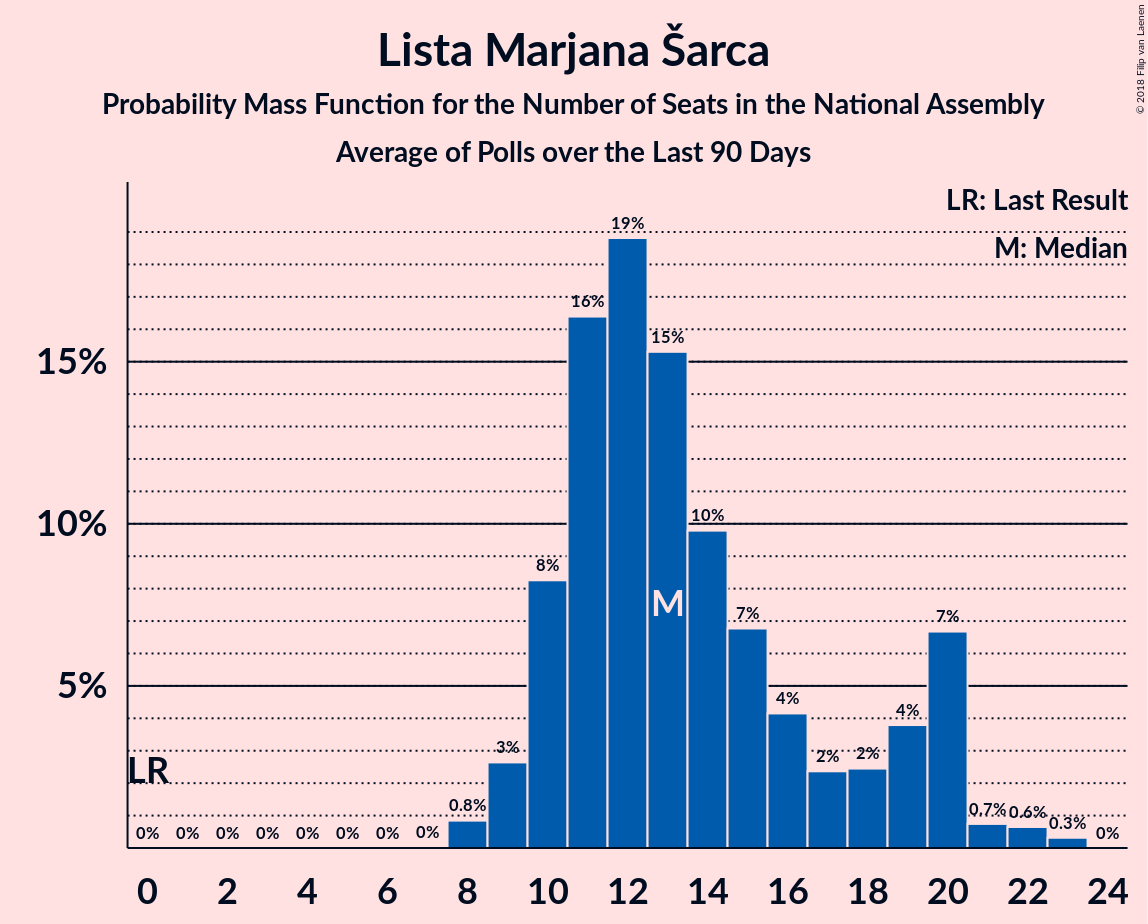 Lista Marjana Šarca
Probability Mass Function for the Number of Seats in the National Assembly
Average of Polls over the Last 90 Days
© 2018 Filip van Laenen
LR: Last Result
M: Median
15%
10%
5%
LR
M
0% 0% 0% 0% 0% 0% 0% 0% 0.8% 3% 8% 16% 19% 15% 10% 7% 4% 2% 2% 4% 7% 0.7% 0.6% 0.3% 0%
0 2 4 6 8 10 12 14 16 18 20 22 24